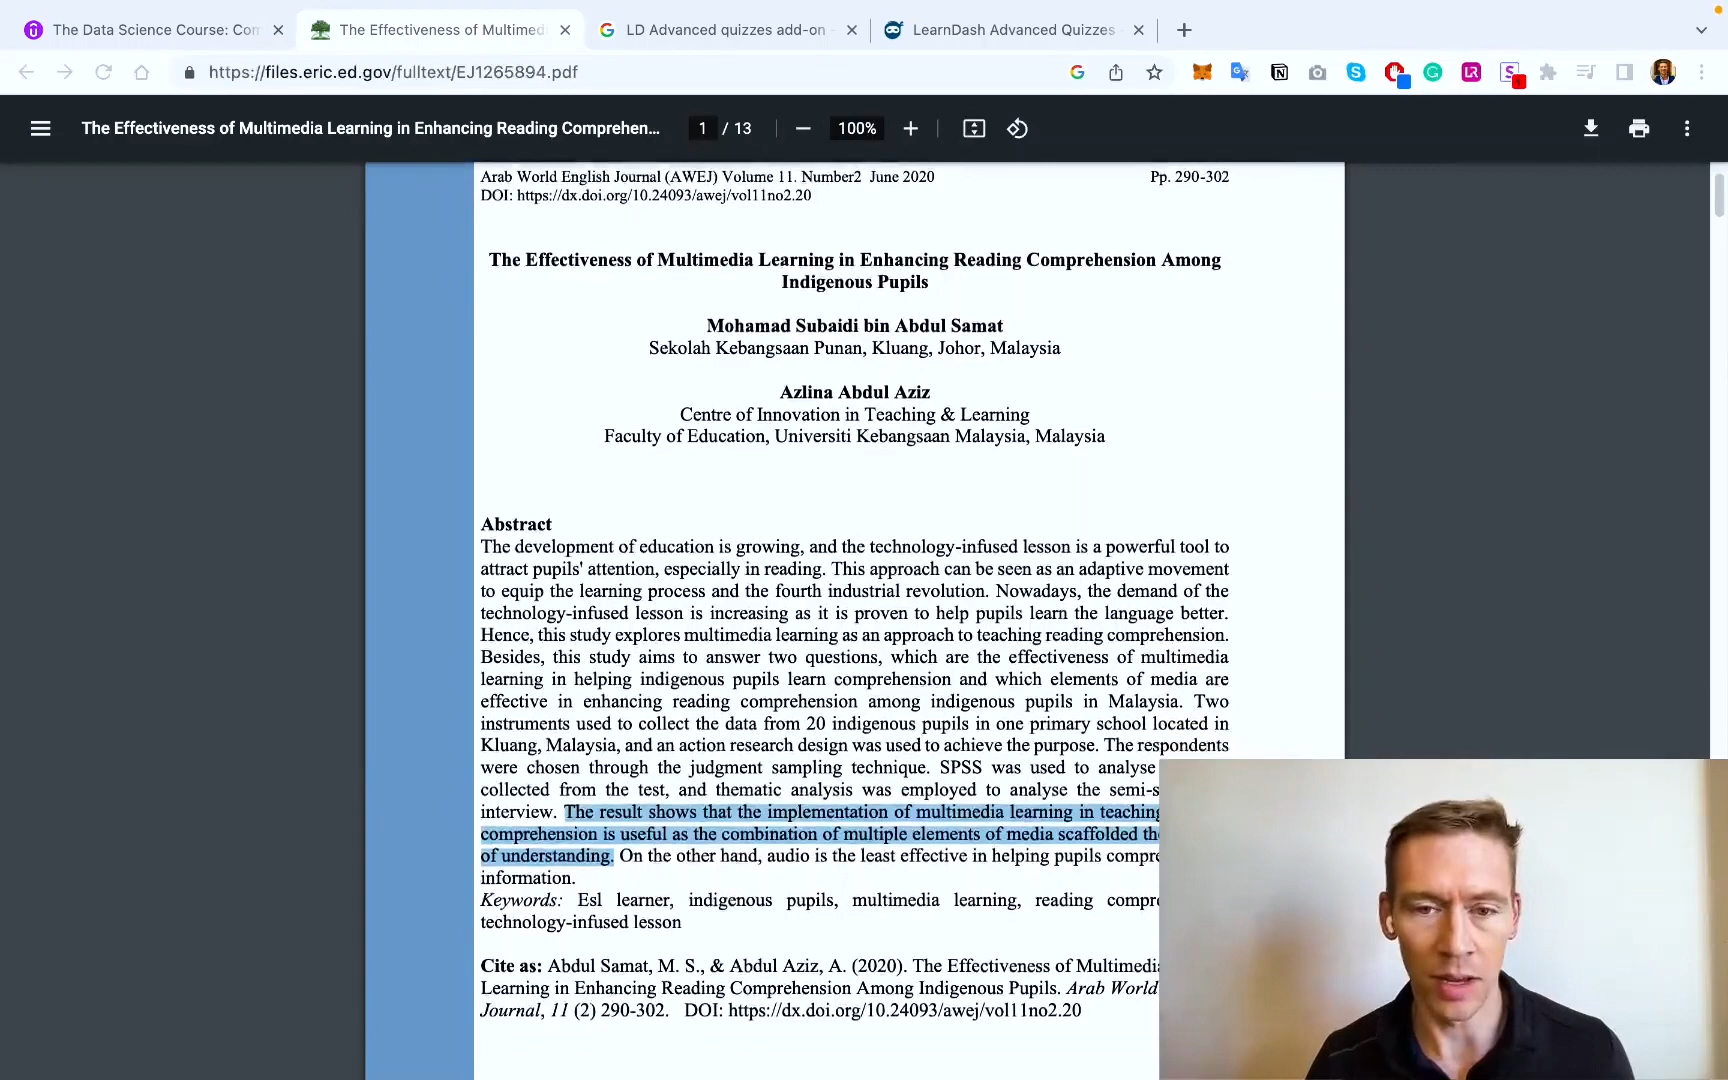 The Data Science Course: Com
The Effectiveness of Multimed
LD Advanced quizzes add-on -
LearnDash Advanced Quizzes -
https://files.eric.ed.gov/fulltext/EJ1265894.pdf
The Effectiveness of Multimedia Learning in Enhancing Reading Comprehen...
1 / 13
100%
Arab World English Journal (AWEJ) Volume 11. Number2 June 2020 Pp. 290-302
DOI: https://dx.doi.org/10.24093/awej/vol11no2.20
The Effectiveness of Multimedia Learning in Enhancing Reading Comprehension Among
Indigenous Pupils
Mohamad Subaidi bin Abdul Samat
Sekolah Kebangsaan Punan, Kluang, Johor, Malaysia
Azlina Abdul Aziz
Centre of Innovation in Teaching & Learning
Faculty of Education, Universiti Kebangsaan Malaysia, Malaysia
Abstract
The development of education is growing, and the technology-infused lesson is a powerful tool to
attract pupils' attention, especially in reading. This approach can be seen as an adaptive movement
to equip the learning process and the fourth industrial revolution. Nowadays, the demand of the
technology-infused lesson is increasing as it is proven to help pupils learn the language better.
Hence, this study explores multimedia learning as an approach to teaching reading comprehension.
Besides, this study aims to answer two questions, which are the effectiveness of multimedia
learning in helping indigenous pupils learn comprehension and which elements of media are
effective in enhancing reading comprehension among indigenous pupils in Malaysia. Two
instruments used to collect the data from 20 indigenous pupils in one primary school located in
Kluang, Malaysia, and an action research design was used to achieve the purpose. The respondents
were chosen through the judgment sampling technique. SPSS was used to analyse
collected from the test, and thematic analysis was employed to analyse the semi-s
interview. The result shows that the implementation of multimedia learning in teaching
comprehension is useful as the combination of multiple elements of media scaffolded th
of understanding. On the other hand, audio is the least effective in helping pupils compre
information.
Keywords: Esl learner, indigenous pupils, multimedia learning, reading compre
technology-infused lesson
Cite as: Abdul Samat, M. S., & Abdul Aziz, A. (2020). The Effectiveness of Multimedia
Learning in Enhancing Reading Comprehension Among Indigenous Pupils. Arab World
Journal, 11 (2) 290-302. DOI: https://dx.doi.org/10.24093/awej/vol11no2.20